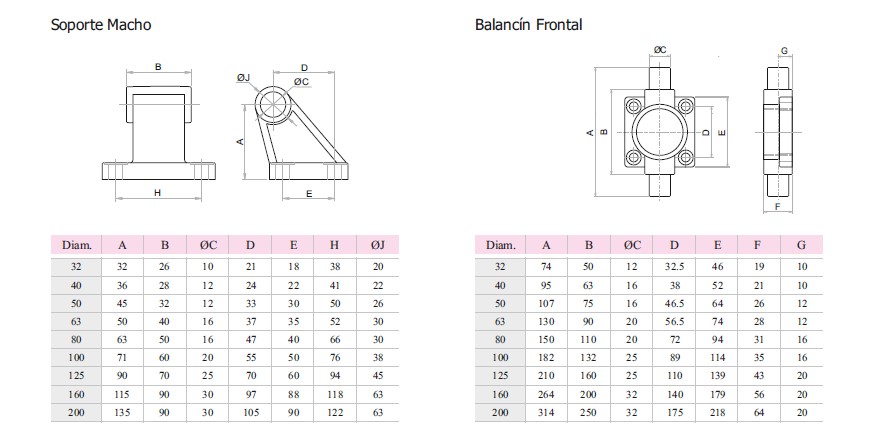 Soporte Macho
B
D
ØJ
ØC
A
H
E
Diam. A B ØC D E H ØJ
32 32 26 10 21 18 38 20
40 36 28 12 24 22 41 22
50 45 32 12 33 30 50 26
63 50 40 16 37 35 52 30
80 63 50 16 47 40 66 30
100 71 60 20 55 50 76 38
125 90 70 25 70 60 94 45
160 115 90 30 97 88 118 63
200 135 90 30 105 90 122 63
Balancín Frontal
ØC
G
A
B
D
E
F
Diam. A B ØC D E F G
32 74 50 12 32.5 46 19 10
40 95 63 16 38 52 21 10
50 107 75 16 46.5 64 26 12
63 130 90 20 56.5 74 28 12
80 150 110 20 72 94 31 16
100 182 132 25 89 114 35 16
125 210 160 25 110 139 43 20
160 264 200 32 140 179 56 20
200 314 250 32 175 218 64 20